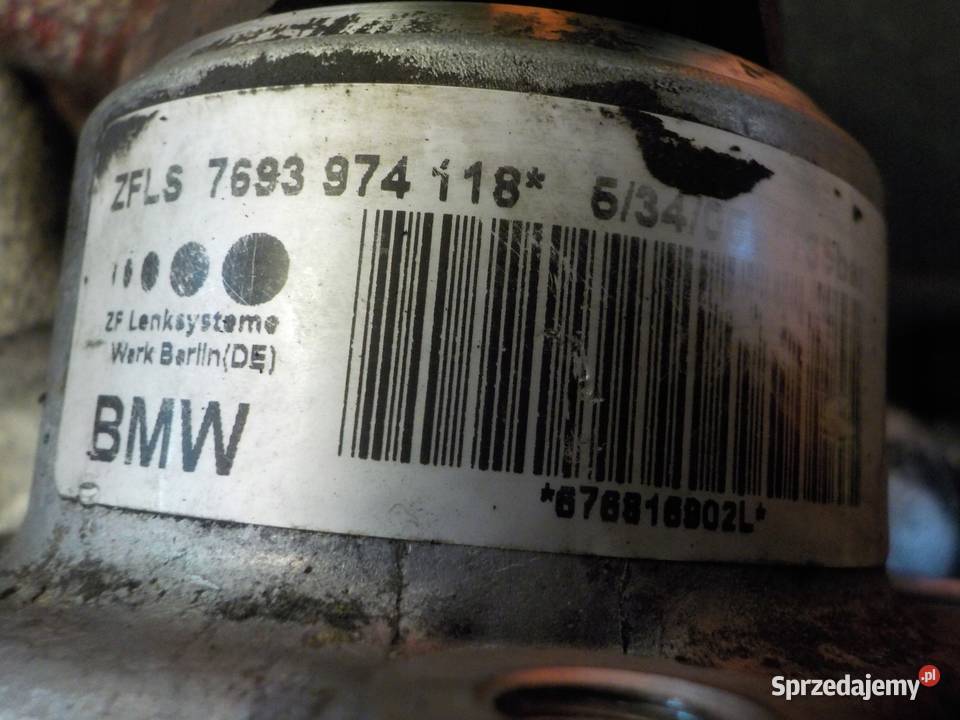 ZFLS 7693 974 118*
ZF Lenksysteme
Werk Berlin(DE)
BMW
*676816902L*
Sprzedajemy.pl